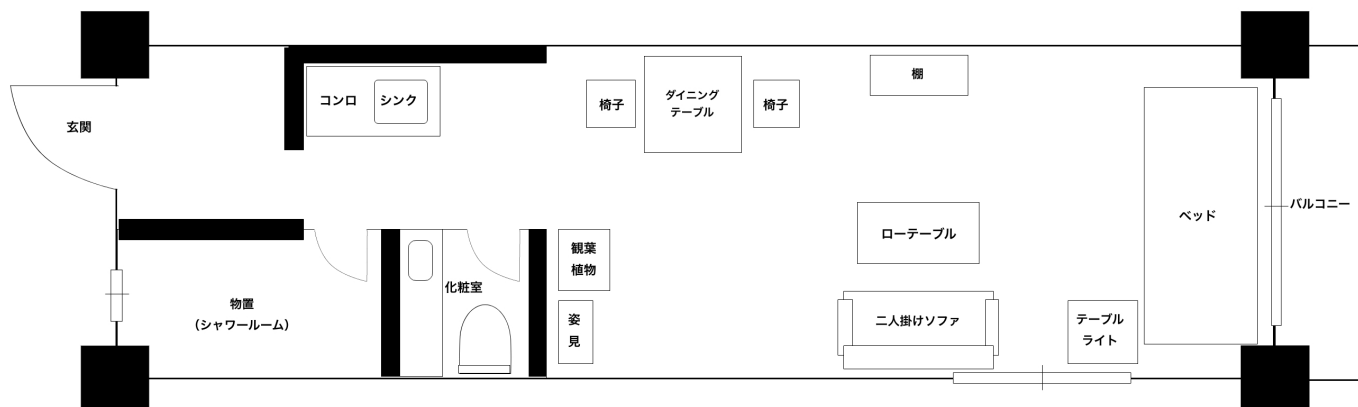 玄関
コンロ
シンク
椅子
ダイニング
テーブル
椅子
棚
ベッド
バルコニー
ローテーブル
観葉
植物
化粧室
物置
（シャワールーム）
姿
見
二人掛けソファ
テーブル
ライト